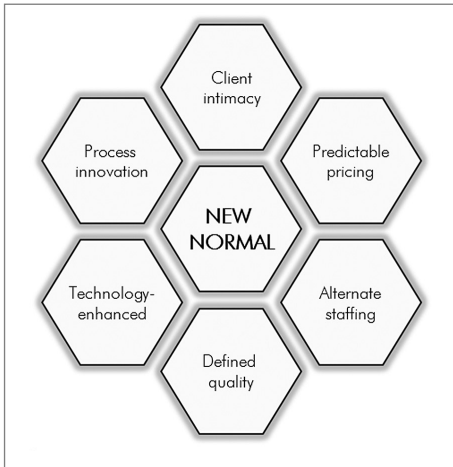 Client
intimacy
Process
innovation
Predictable
pricing
NEW
NORMAL
Technology-
enhanced
Alternate
staffing
Defined
quality